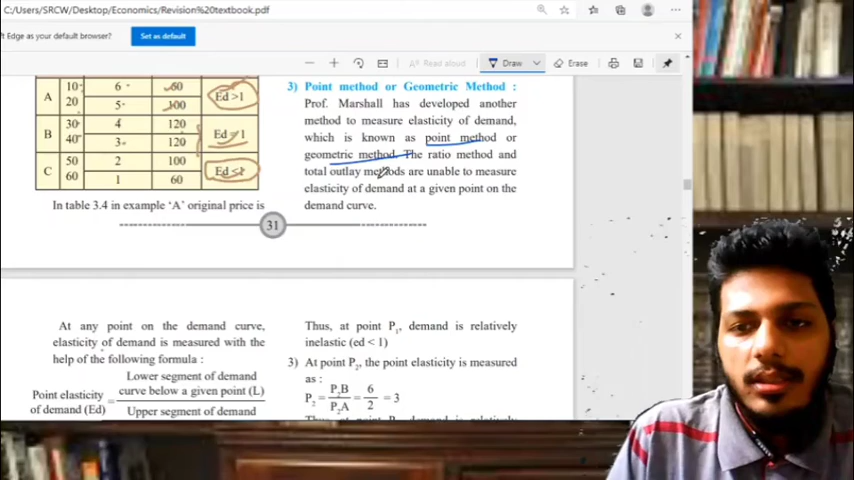 C:/Users/SRCW/Desktop/Economics/Revision%20textbook.pdf
ft Edge as your default browser?
Set as default
Read aloud
Draw
Erase
A
10
20
6
60
5
100
Ed >1
B
30
40
4
120
3
120
Ed = 1
C
50
60
2
100
1
60
Ed <1
In table 3.4 in example ‘A’ original price is
3) Point method or Geometric Method :
Prof. Marshall has developed another
method to measure elasticity of demand,
which is known as point method or
geometric method. The ratio method and
total outlay methods are unable to measure
elasticity of demand at a given point on the
demand curve.
31
At any point on the demand curve,
elasticity of demand is measured with the
help of the following formula :
Point elasticity
of demand (Ed)
=
Lower segment of demand
curve below a given point (L)
Upper segment of demand
Thus, at point P₁, demand is relatively
inelastic (ed < 1)
3) At point P₂, the point elasticity is measured
as :
P₂ = P₂B / P₂A = 6 / 2 = 3
Thus, at point P demand is relatively